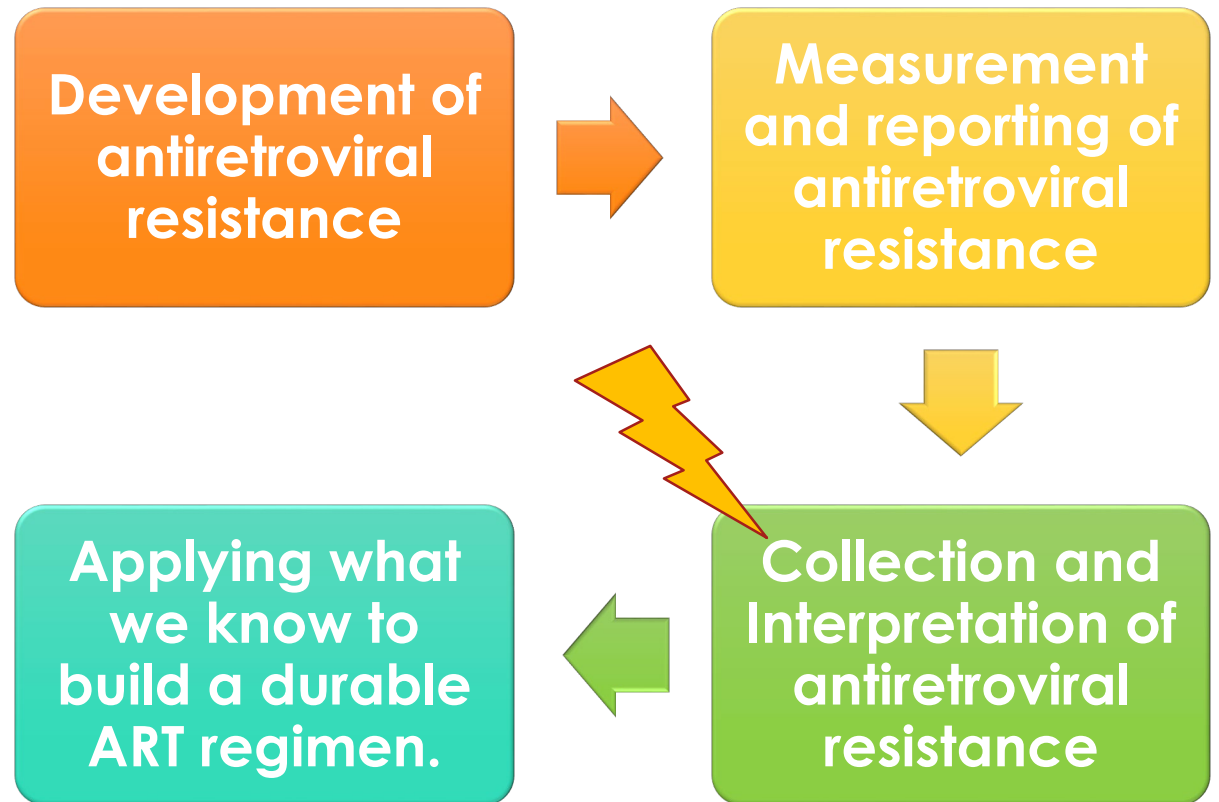 Development of
antiretroviral
resistance
Measurement
and reporting of
antiretroviral
resistance
Collection and
Interpretation of
antiretroviral
resistance
Applying what
we know to
build a durable
ART regimen.